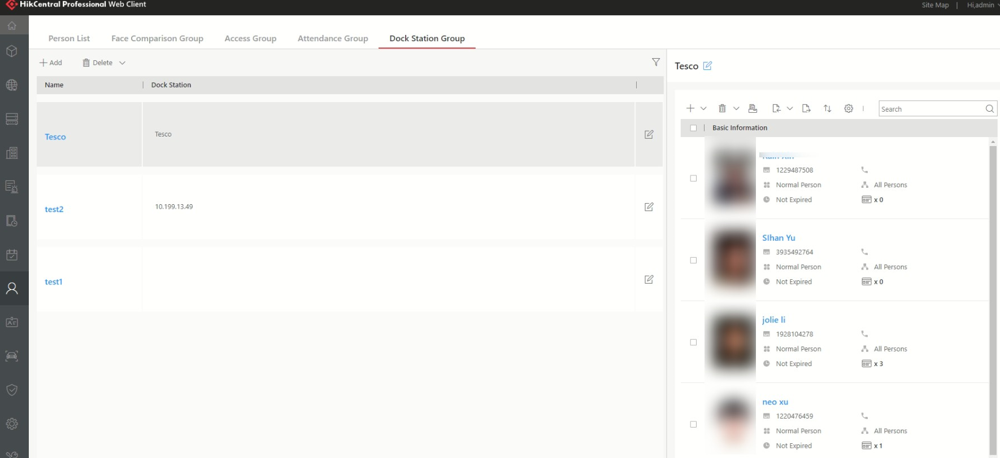 HikCentral Professional Web Client
Site Map | Hi,admin
Person List Face Comparison Group Access Group Attendance Group Dock Station Group
Add Delete
Name Dock Station
Tesco Tesco
test2 10.199.13.49
test1
Tesco
Search
Basic Information
1229487508
Normal Person All Persons
Not Expired x 0
SIhan Yu
3935492764
Normal Person All Persons
Not Expired x 0
jolie li
1928104278
Normal Person All Persons
Not Expired x 3
neo xu
1220476459
Normal Person All Persons
Not Expired x 1